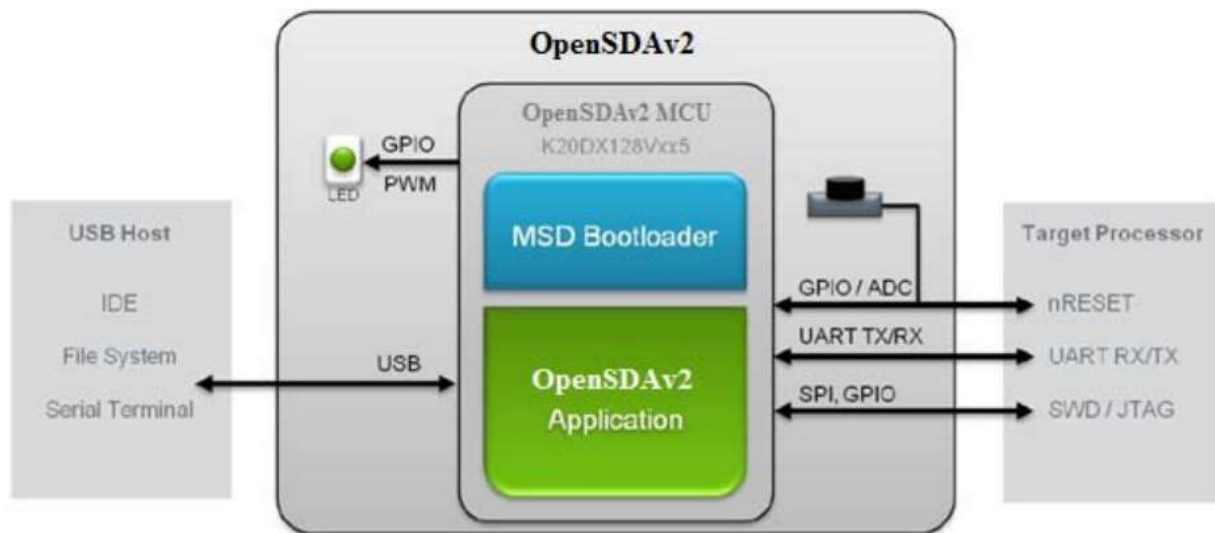 OpenSDAv2
OpenSDAv2 MCU
K20DX128Vxx5
GPIO
PWM
LED
MSD Bootloader
USB Host
IDE
File System
Serial Terminal
USB
OpenSDAv2
Application
GPIO / ADC
UART TX/RX
SPI, GPIO
Target Processor
nRESET
UART RX/TX
SWD / JTAG